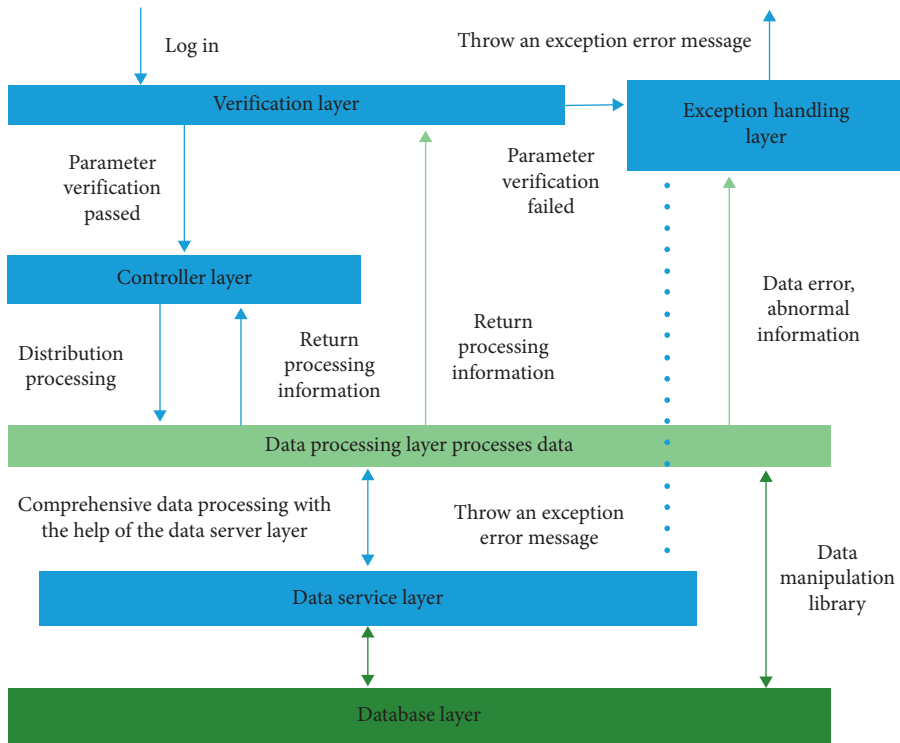 Log in
Throw an exception error message
Verification layer
Exception handling
layer
Parameter
verification
passed
Parameter
verification
failed
Controller layer
Data error,
abnormal
information
Distribution
processing
Return
processing
information
Return
processing
information
Data processing layer processes data
Comprehensive data processing with
the help of the data server layer
Throw an exception
error message
Data
manipulation
library
Data service layer
Database layer